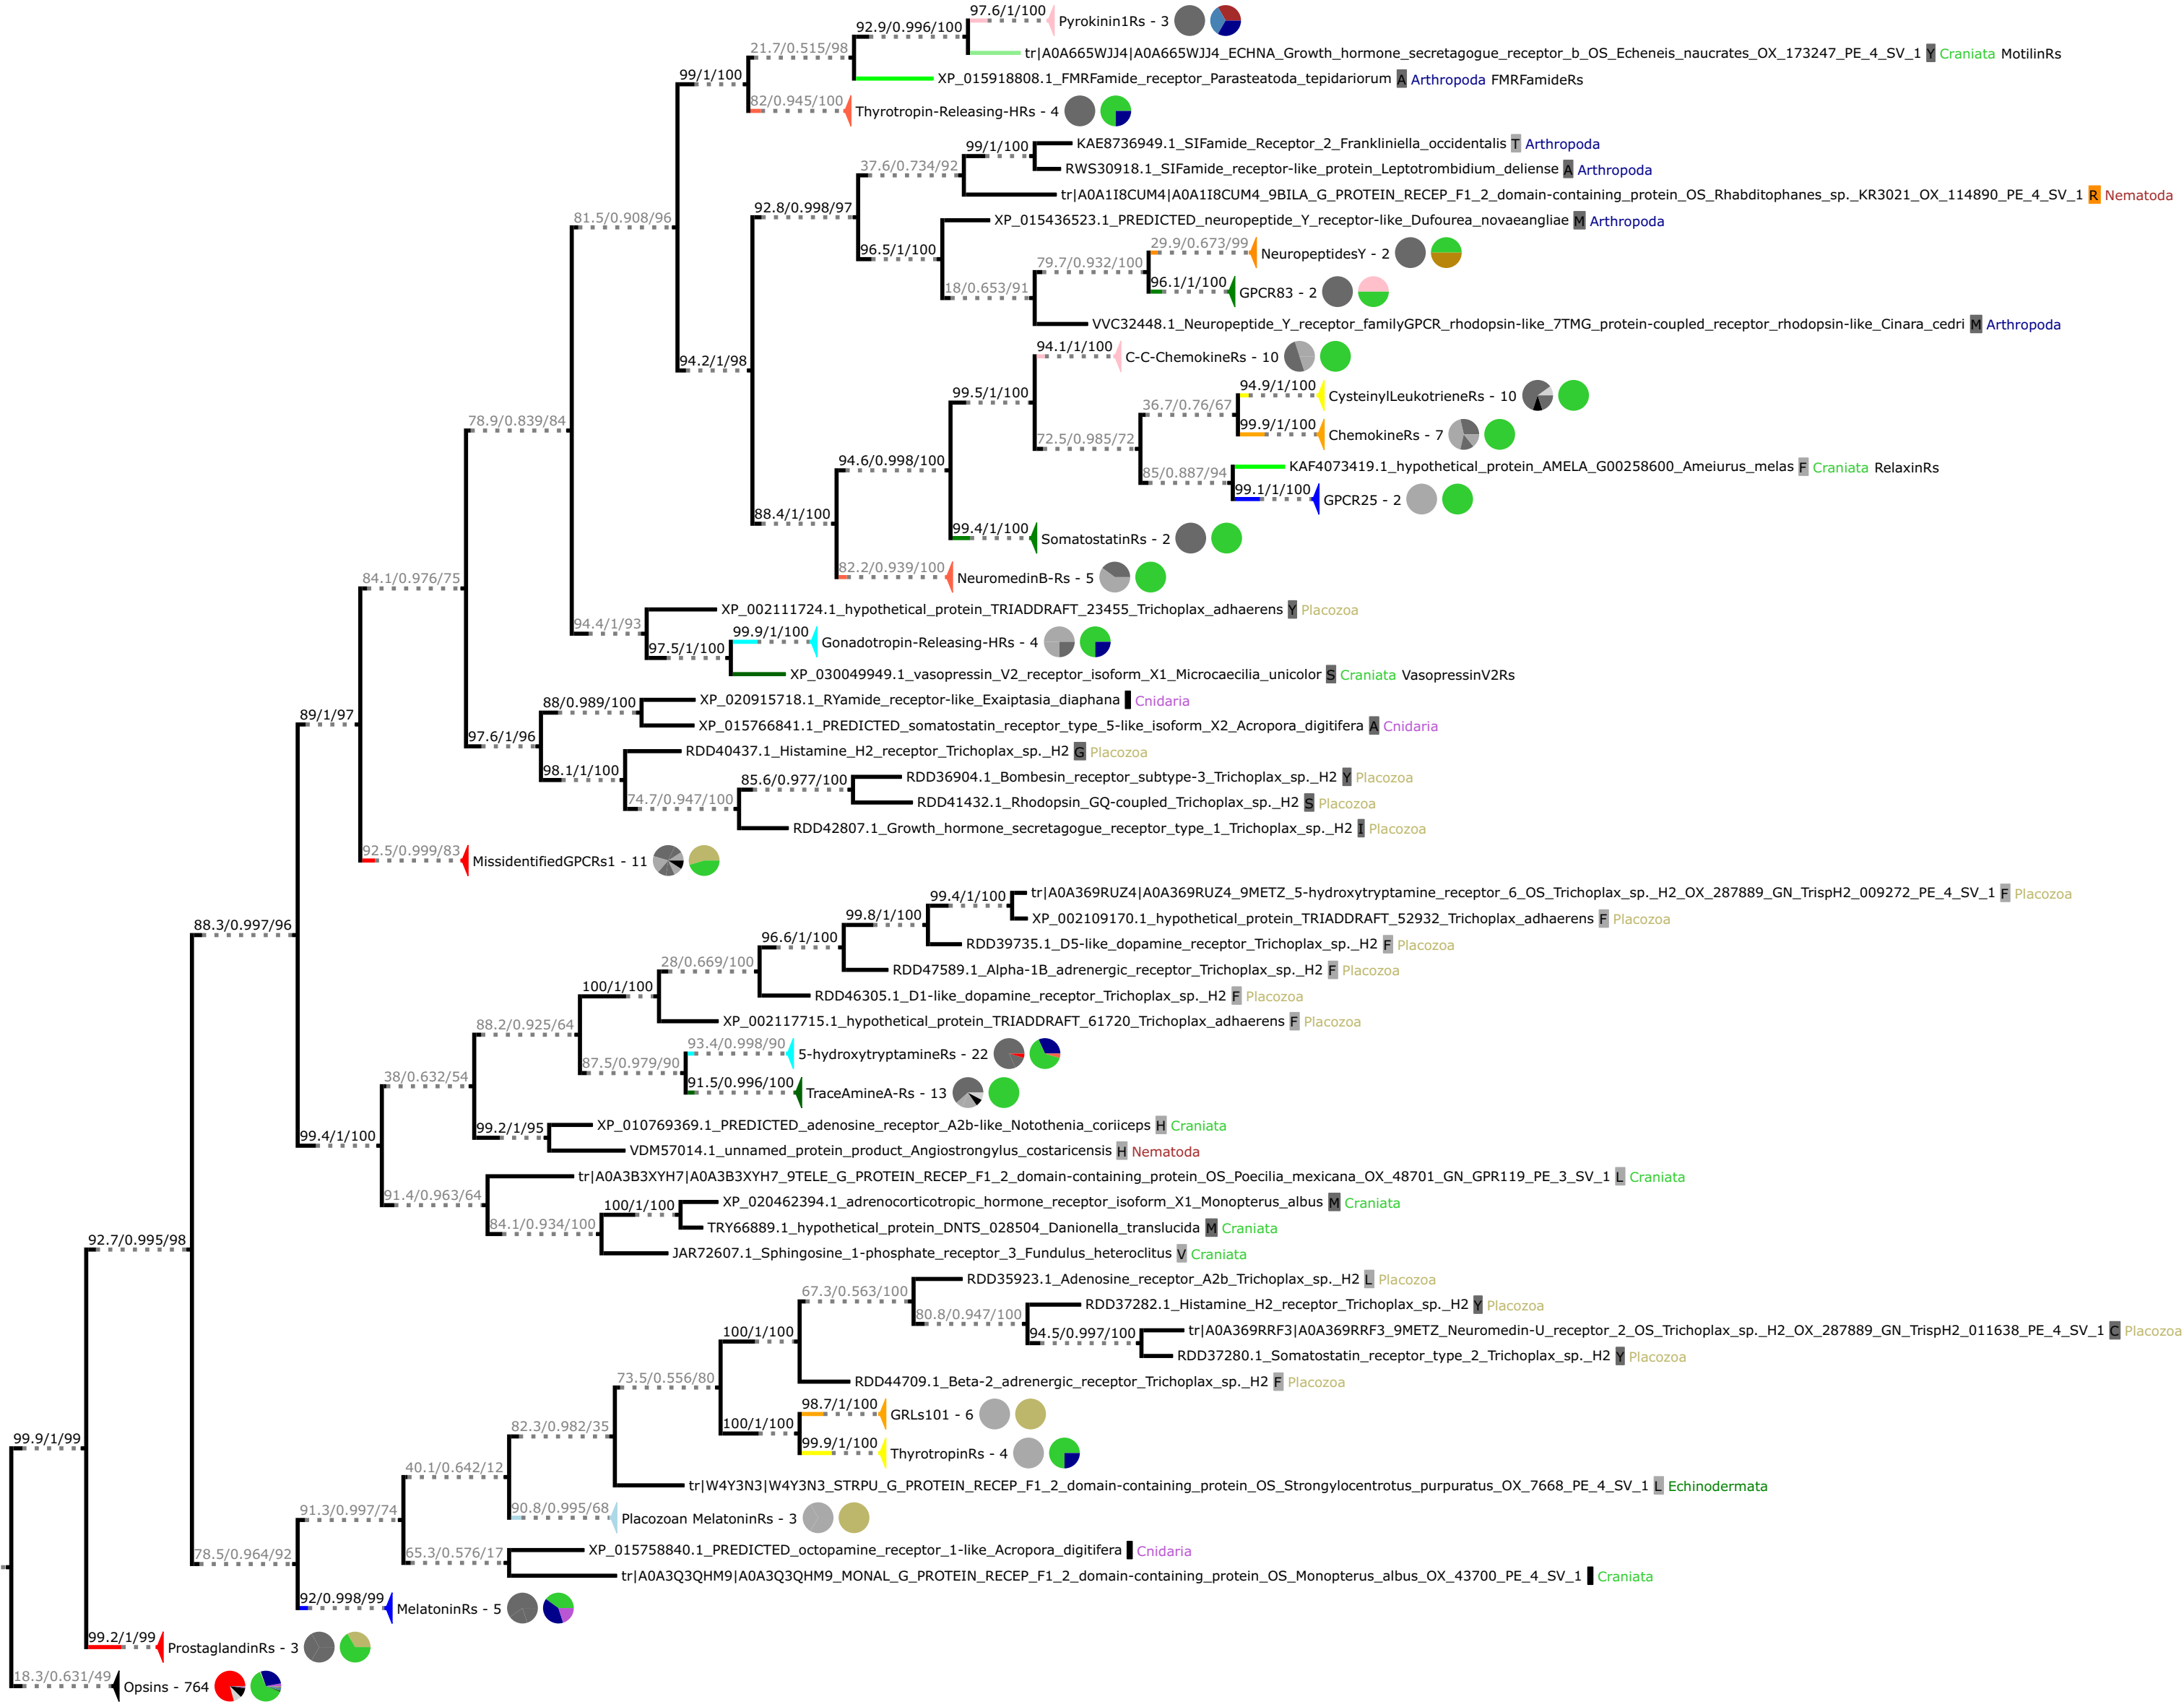 97.6/1/100
Pyrokinin1Rs - 3
92.9/0.996/100
21.7/0.515/98
tr|A0A665WJJ4|A0A665WJJ4_ECHNA_Growth_hormone_secretagogue_receptor_b_OS_Echeneis_naucrates_OX_173247_PE_4_SV_1 Y Craniata MotilinRs
99/1/100
XP_015918808.1_FMRFamide_receptor_Parasteatoda_tepidariorum A Arthropoda FMRFamideRs
82/0.945/100
Thyrotropin-Releasing-HRs - 4
KAE8736949.1_SIFamide_Receptor_2_Frankliniella_occidentalis T Arthropoda
99/1/100
37.6/0.734/92
RWS30918.1_SIFamide_receptor-like_protein_Leptotrombidium_deliense A Arthropoda
tr|A0A1I8CUM4|A0A1I8CUM4_9BILA_G_PROTEIN_RECEP_F1_2_domain-containing_protein_OS_Rhabditophanes_sp._KR3021_OX_114890_PE_4_SV_1 R Nematoda
92.8/0.998/97
81.5/0.908/96
XP_015436523.1_PREDICTED_neuropeptide_Y_receptor-like_Dufourea_novaeangliae M Arthropoda
96.5/1/100
29.9/0.673/99
NeuropeptidesY - 2
79.7/0.932/100
96.1/1/100
GPCR83 - 2
18/0.653/91
VVC32448.1_Neuropeptide_Y_receptor_familyGPCR_rhodopsin-like_7TMG_protein-coupled_receptor_rhodopsin-like_Cinara_cedri M Arthropoda
94.2/1/98
94.1/1/100
C-C-ChemokineRs - 10
99.5/1/100
94.9/1/100
CysteinylLeukotrieneRs - 10
36.7/0.76/67
99.9/1/100
ChemokineRs - 7
72.5/0.985/72
78.9/0.839/84
KAF4073419.1_hypothetical_protein_AMELA_G00258600_Ameiurus_melas F Craniata RelaxinRs
94.6/0.998/100
85/0.887/94
99.1/1/100
GPCR25 - 2
88.4/1/100
99.4/1/100
SomatostatinRs - 2
82.2/0.939/100
NeuromedinB-Rs - 5
84.1/0.976/75
XP_002111724.1_hypothetical_protein_TRIADDRAFT_23455_Trichoplax_adhaerens Y Placozoa
94.4/1/93
99.9/1/100
Gonadotropin-Releasing-HRs - 4
97.5/1/100
XP_030049949.1_vasopressin_V2_receptor_isoform_X1_Microcaecilia_unicolor S Craniata VasopressinV2Rs
XP_020915718.1_RYamide_receptor-like_Exaiptasia_diaphana Cnidaria
88/0.989/100
89/1/97
XP_015766841.1_PREDICTED_somatostatin_receptor_type_5-like_isoform_X2_Acropora_digitifera A Cnidaria
97.6/1/96
RDD40437.1_Histamine_H2_receptor_Trichoplax_sp._H2 G Placozoa
98.1/1/100
RDD36904.1_Bombesin_receptor_subtype-3_Trichoplax_sp._H2 Y Placozoa
85.6/0.977/100
74.7/0.947/100
RDD41432.1_Rhodopsin_GQ-coupled_Trichoplax_sp._H2 S Placozoa
RDD42807.1_Growth_hormone_secretagogue_receptor_type_1_Trichoplax_sp._H2 I Placozoa
92.5/0.999/83
MissidentifiedGPCRs1 - 11
tr|A0A369RUZ4|A0A369RUZ4_9METZ_5-hydroxytryptamine_receptor_6_OS_Trichoplax_sp._H2_OX_287889_GN_TrispH2_009272_PE_4_SV_1 F Placozoa
99.4/1/100
99.8/1/100
XP_002109170.1_hypothetical_protein_TRIADDRAFT_52932_Trichoplax_adhaerens F Placozoa
88.3/0.997/96
96.6/1/100
RDD39735.1_D5-like_dopamine_receptor_Trichoplax_sp._H2 F Placozoa
28/0.669/100
RDD47589.1_Alpha-1B_adrenergic_receptor_Trichoplax_sp._H2 F Placozoa
100/1/100
RDD46305.1_D1-like_dopamine_receptor_Trichoplax_sp._H2 F Placozoa
88.2/0.925/64
XP_002117715.1_hypothetical_protein_TRIADDRAFT_61720_Trichoplax_adhaerens F Placozoa
93.4/0.998/90
5-hydroxytryptamineRs - 22
87.5/0.979/90
38/0.632/54
91.5/0.996/100
TraceAmineA-Rs - 13
99.4/1/100
XP_010769369.1_PREDICTED_adenosine_receptor_A2b-like_Notothenia_coriiceps H Craniata
99.2/1/95
VDM57014.1_unnamed_protein_product_Angiostrongylus_costaricensis H Nematoda
tr|A0A3B3XYH7|A0A3B3XYH7_9TELE_G_PROTEIN_RECEP_F1_2_domain-containing_protein_OS_Poecilia_mexicana_OX_48701_GN_GPR119_PE_3_SV_1 L Craniata
91.4/0.963/64
XP_020462394.1_adrenocorticotropic_hormone_receptor_isoform_X1_Monopterus_albus M Craniata
100/1/100
84.1/0.934/100
TRY66889.1_hypothetical_protein_DNTS_028504_Danionella_translucida M Craniata
92.7/0.995/98
JAR72607.1_Sphingosine_1-phosphate_receptor_3_Fundulus_heteroclitus V Craniata
RDD35923.1_Adenosine_receptor_A2b_Trichoplax_sp._H2 L Placozoa
67.3/0.563/100
RDD37282.1_Histamine_H2_receptor_Trichoplax_sp._H2 Y Placozoa
80.8/0.947/100
100/1/100
94.5/0.997/100
tr|A0A369RRF3|A0A369RRF3_9METZ_Neuromedin-U_receptor_2_OS_Trichoplax_sp._H2_OX_287889_GN_TrispH2_011638_PE_4_SV_1 C Placozoa
RDD37280.1_Somatostatin_receptor_type_2_Trichoplax_sp._H2 Y Placozoa
73.5/0.556/80
RDD44709.1_Beta-2_adrenergic_receptor_Trichoplax_sp._H2 F Placozoa
98.7/1/100
GRLs101 - 6
82.3/0.982/35
100/1/100
99.9/1/99
99.9/1/100
ThyrotropinRs - 4
40.1/0.642/12
tr|W4Y3N3|W4Y3N3_STRPU_G_PROTEIN_RECEP_F1_2_domain-containing_protein_OS_Strongylocentrotus_purpuratus_OX_7668_PE_4_SV_1 L Echinodermata
91.3/0.997/74
90.8/0.995/68
Placozoan MelatoninRs - 3
78.5/0.964/92
65.3/0.576/17
XP_015758840.1_PREDICTED_octopamine_receptor_1-like_Acropora_digitifera Cnidaria
tr|A0A3Q3QHM9|A0A3Q3QHM9_MONAL_G_PROTEIN_RECEP_F1_2_domain-containing_protein_OS_Monopterus_albus_OX_43700_PE_4_SV_1 Craniata
92/0.998/99
MelatoninRs - 5
99.2/1/99
ProstaglandinRs - 3
18.3/0.631/49
Opsins - 764